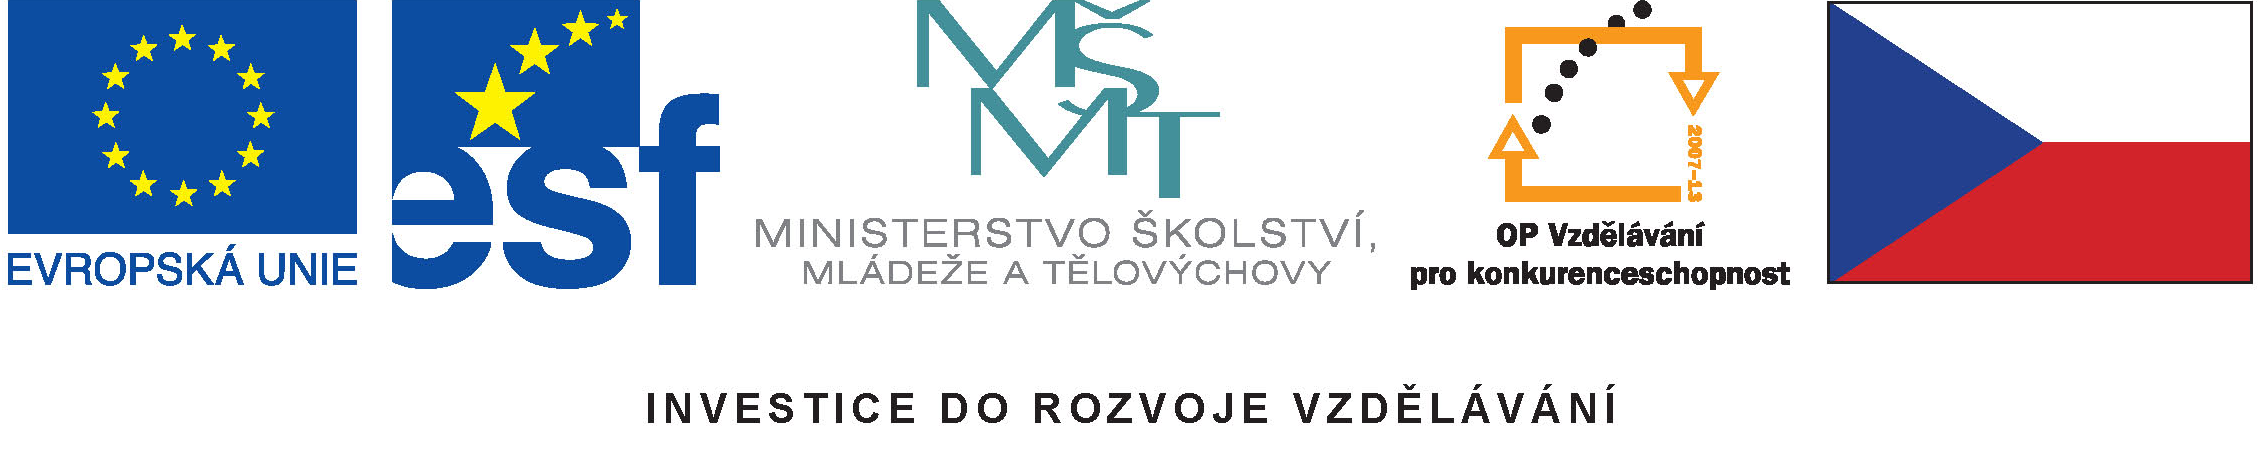 EVROPSKÁ UNIE
esf
MŠMT
MINISTERSTVO ŠKOLSTVÍ,
MLÁDEŽE A TĚLOVÝCHOVY
2007-13
OP Vzdělávání
pro konkurenceschopnost
INVESTICE DO ROZVOJE VZDĚLÁVÁNÍ